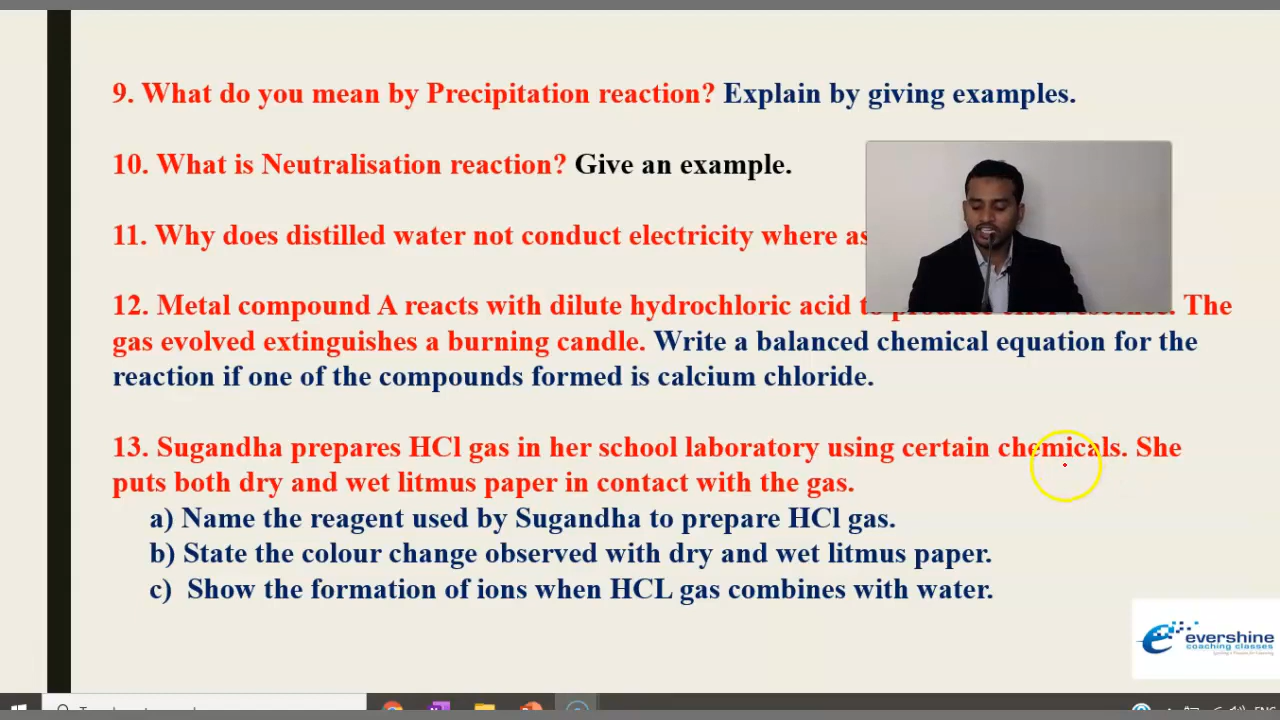 9. What do you mean by Precipitation reaction? Explain by giving examples.
10. What is Neutralisation reaction? Give an example.
11. Why does distilled water not conduct electricity where as
12. Metal compound A reacts with dilute hydrochloric acid to produce effervescence. The
gas evolved extinguishes a burning candle. Write a balanced chemical equation for the
reaction if one of the compounds formed is calcium chloride.
13. Sugandha prepares HCl gas in her school laboratory using certain chemicals. She
puts both dry and wet litmus paper in contact with the gas.
a) Name the reagent used by Sugandha to prepare HCl gas.
b) State the colour change observed with dry and wet litmus paper.
c) Show the formation of ions when HCL gas combines with water.
evershine
coaching classes
ENG